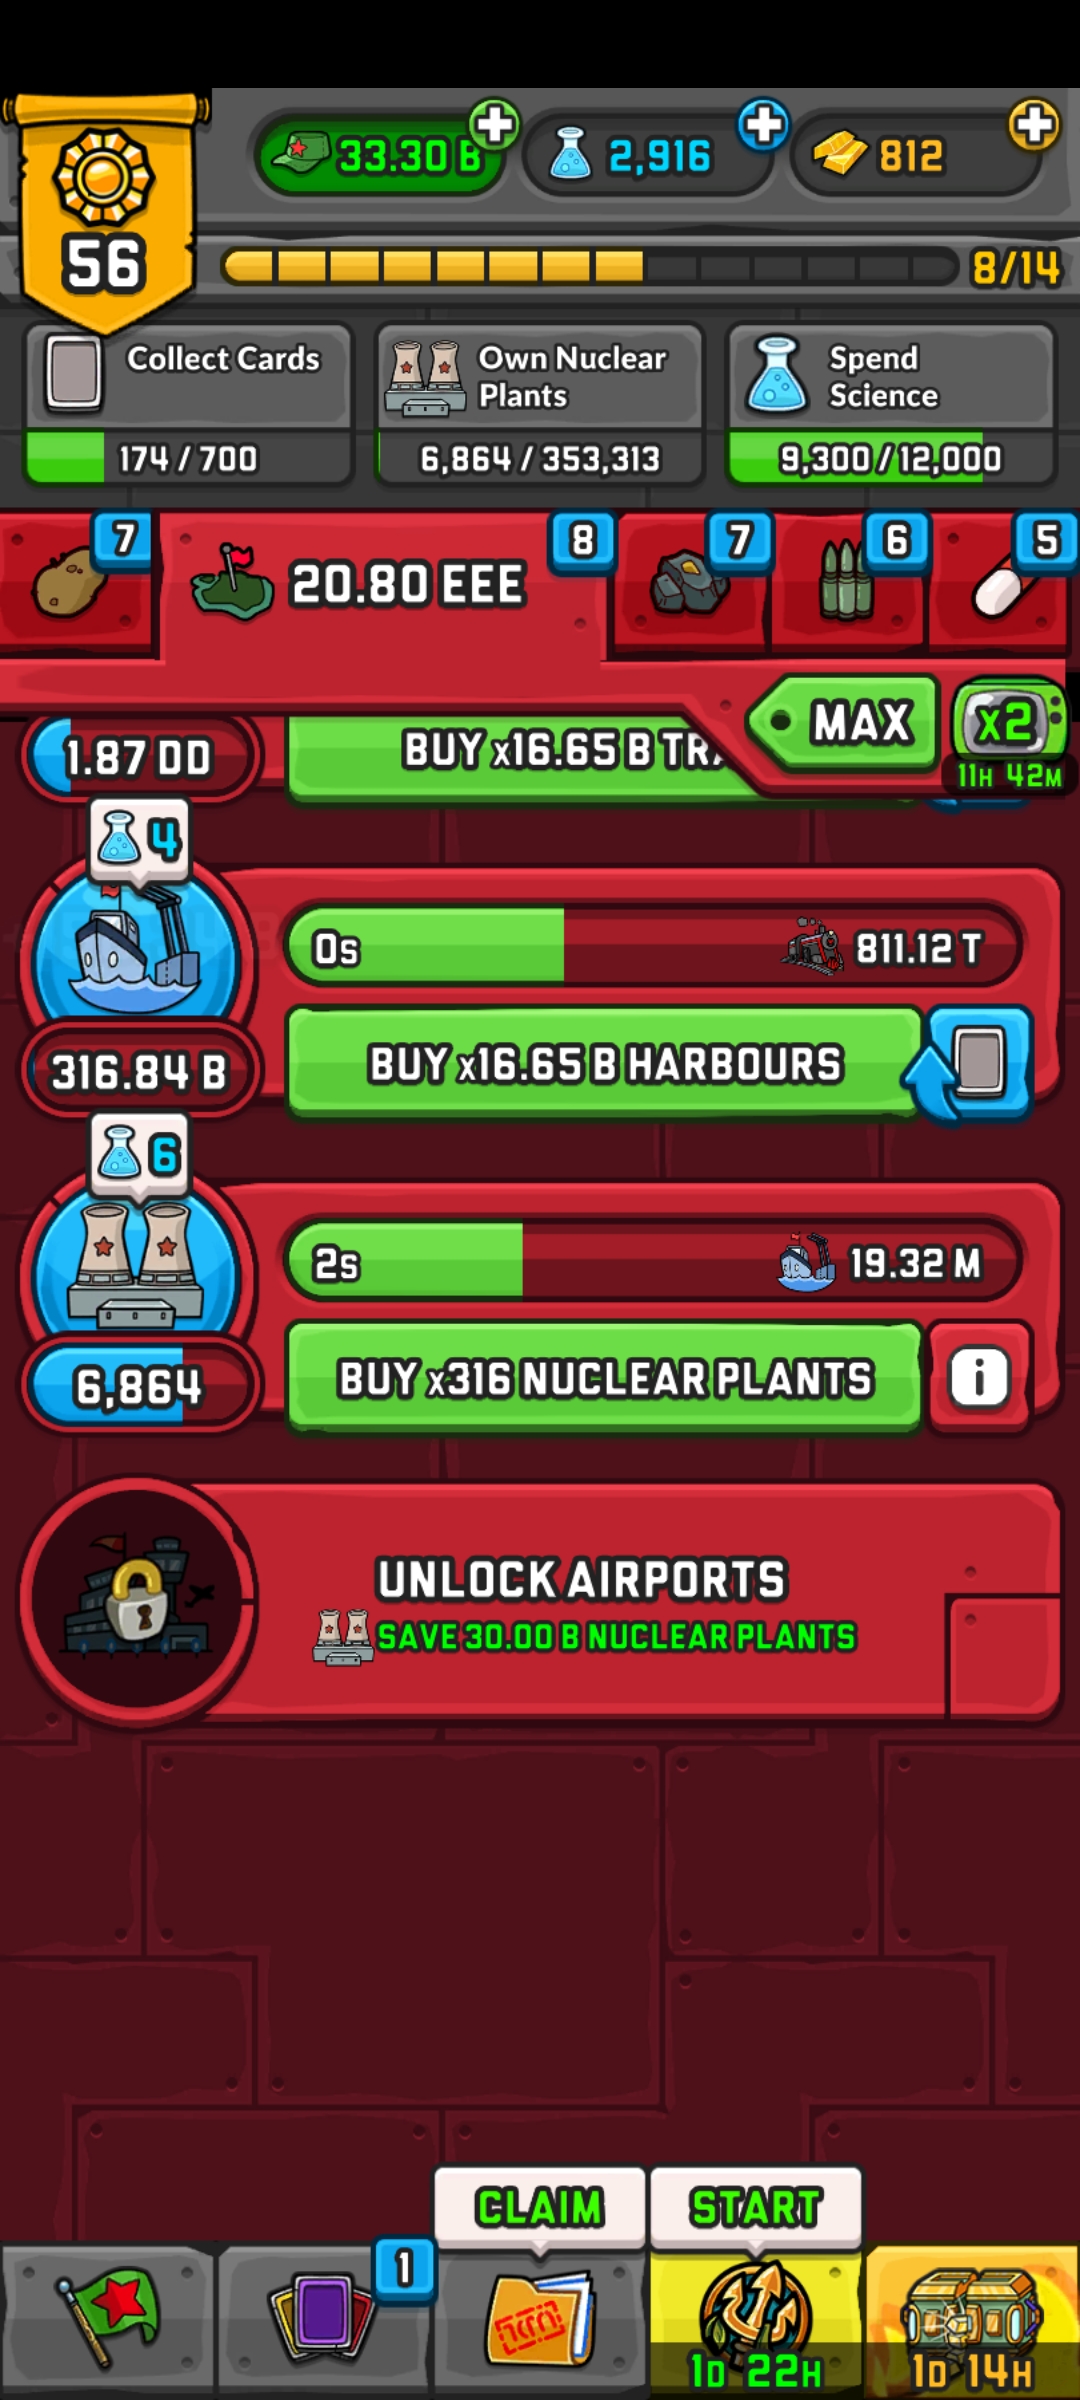 56
33.30 B
2,916
812
8/14
Collect Cards
174 / 700
Own Nuclear
Plants
6,864 / 353,313
Spend
Science
9,300 / 12,000
7
20.80 EEE
8
7
6
5
MAX
x2
11H 42M
1.87 DD
BUY x16.65 B TRA
4
0s
811.12 T
316.84 B
BUY x16.65 B HARBOURS
6
2s
19.32 M
6,864
BUY x316 NUCLEAR PLANTS
i
UNLOCK AIRPORTS
SAVE 30.00 B NUCLEAR PLANTS
CLAIM
START
1
1D 22H
1D 14H